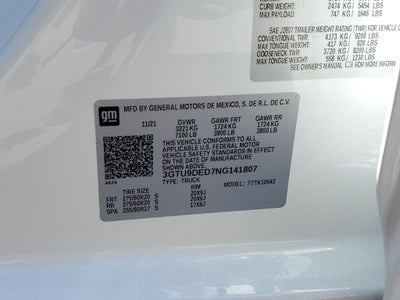 CURB WEIGHT: 2474 KG / 5454 LBS
MAX PAYLOAD 747 KG / 1646 LBS
SAE J2807 TRAILER WEIGHT RATING (TWR) FOR VEHICLE
CONVENTIONAL TWR: 4173 KG / 9200 LBS
MAX TONGUE WEIGHT: 417 KG / 920 LBS
GOOSENECK TWR: 3720 KG / 8200 LBS
MAX TONGUE WEIGHT: 558 KG / 1230 LBS
SEE OWNER'S MANUAL
gm
MFD BY GENERAL MOTORS DE MEXICO, S. DE R.L. DE C.V.
11/21 GVWR GAWR FRT GAWR RR
3221 KG 1724 KG 1724 KG
7100 LB 3800 LB 3800 LB
THIS VEHICLE CONFORMS TO ALL
APPLICABLE U.S. FEDERAL MOTOR
VEHICLE SAFETY STANDARDS IN
EFFECT ON THE DATE OF MANUFACTURE
SHOWN ABOVE.
3GTU9DED7NG141807
TYPE: TRUCK
MODEL: 77TK10543
TIRE SIZE RIM
FRT 275/60R20 S 20X9J
RR 275/60R20 S 20X9J
SPA 255/80R17 S 17X8J